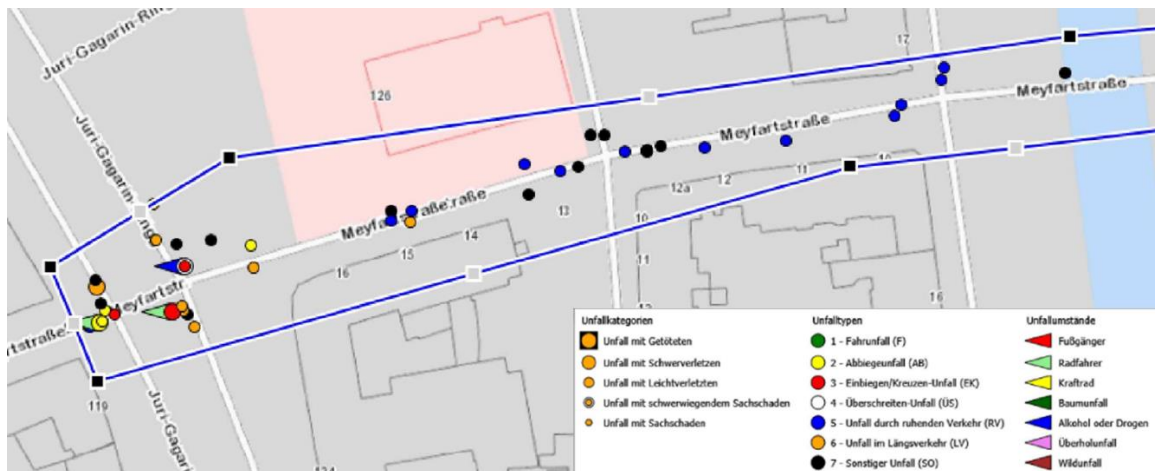 Juri-Gagarin-Ring
Juri-Gagarin-Ring
126
17
Meyfartstraße
Meyfartstraße
Meyfartstraße
straße
10
11
12
12a
13
10
14
15
16
11
16
Meyfartstr.
artstraße
Juri-Gagarin
119
Unfallkategorien
Unfall mit Getöteten
Unfall mit Schwerverletzen
Unfall mit Leichtverletzten
Unfall mit schwerwiegendem Sachschaden
Unfall mit Sachschaden
Unfalltypen
1 - Fahrunfall (F)
2 - Abbiegeunfall (AB)
3 - Einbiegen/Kreuzen-Unfall (EK)
4 - Überschreiten-Unfall (ÜS)
5 - Unfall durch ruhenden Verkehr (RV)
6 - Unfall im Längsverkehr (LV)
7 - Sonstiger Unfall (SO)
Unfallumstände
Fußgänger
Radfahrer
Kraftrad
Baumunfall
Alkohol oder Drogen
Überholunfall
Wildunfall